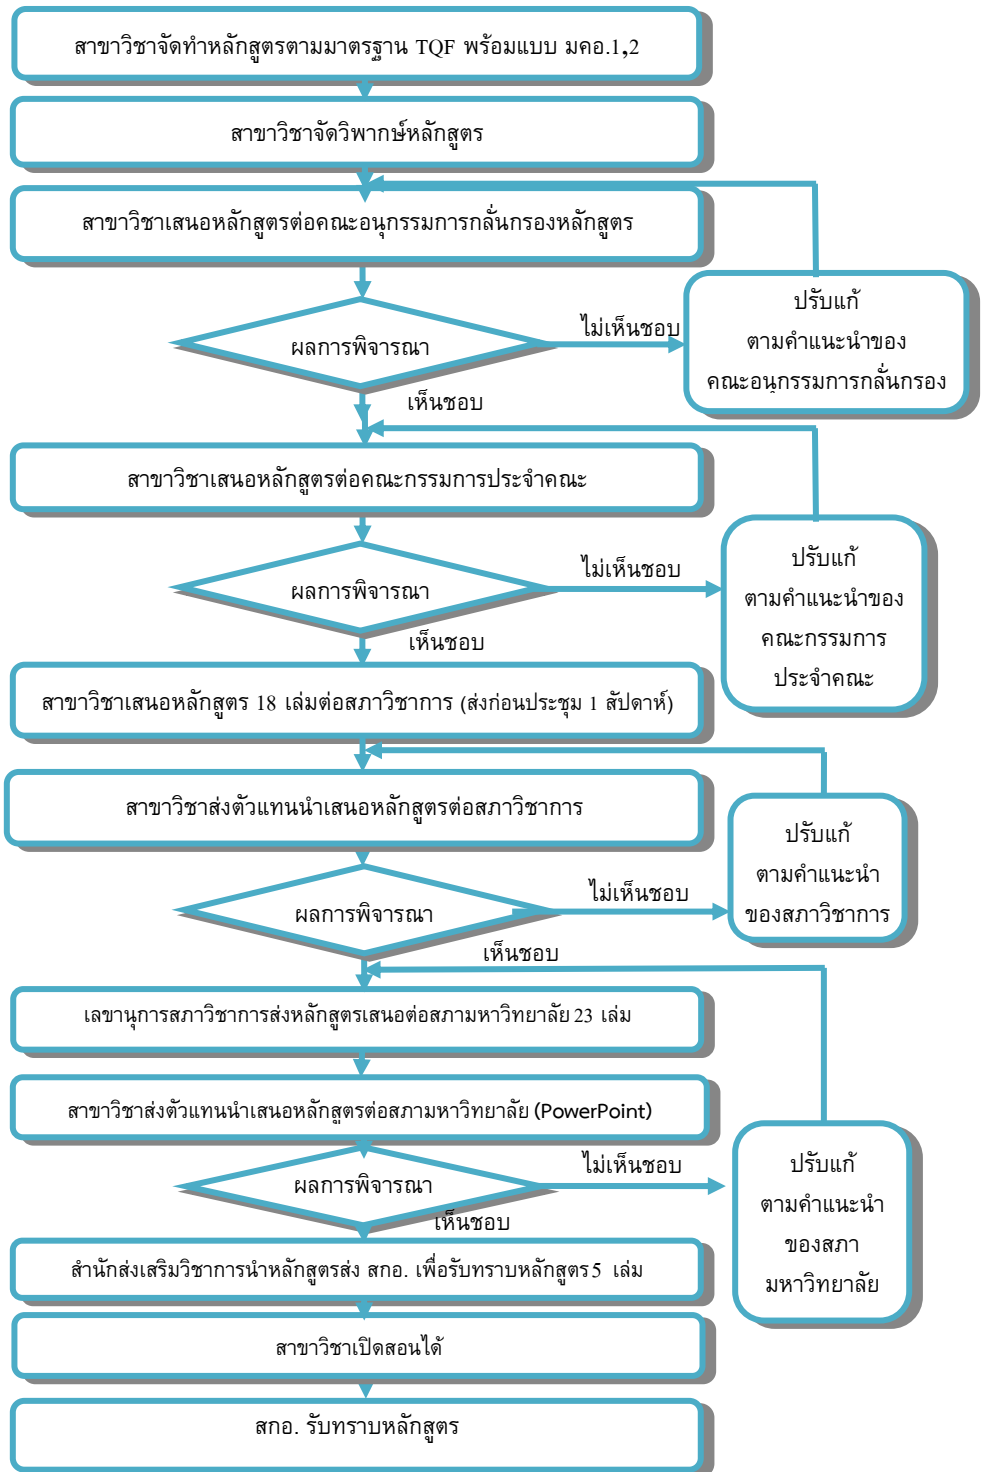 สาขาวิชาจัดทำหลักสูตรตามมาตรฐาน TQF พร้อมแบบ มคอ.1,2
สาขาวิชาจัดวิพากษ์หลักสูตร
สาขาวิชาเสนอหลักสูตรต่อคณะอนุกรรมการกลั่นกรองหลักสูตร
ผลการพิจารณา
ไม่เห็นชอบ
ปรับแก้
ตามคำแนะนำของ
คณะอนุกรรมการกลั่นกรอง
เห็นชอบ
สาขาวิชาเสนอหลักสูตรต่อคณะกรรมการประจำคณะ
ผลการพิจารณา
ไม่เห็นชอบ
ปรับแก้
ตามคำแนะนำของ
คณะกรรมการ
ประจำคณะ
เห็นชอบ
สาขาวิชาเสนอหลักสูตร 18 เล่มต่อสภาวิชาการ (ส่งก่อนประชุม 1 สัปดาห์)
สาขาวิชาส่งตัวแทนนำเสนอหลักสูตรต่อสภาวิชาการ
ผลการพิจารณา
ไม่เห็นชอบ
ปรับแก้
ตามคำแนะนำ
ของสภาวิชาการ
เห็นชอบ
เลขานุการสภาวิชาการส่งหลักสูตรเสนอต่อสภามหาวิทยาลัย 23 เล่ม
สาขาวิชาส่งตัวแทนนำเสนอหลักสูตรต่อสภามหาวิทยาลัย (PowerPoint)
ผลการพิจารณา
ไม่เห็นชอบ
ปรับแก้
ตามคำแนะนำ
ของสภา
มหาวิทยาลัย
เห็นชอบ
สำนักส่งเสริมวิชาการนำหลักสูตรส่ง สกอ. เพื่อรับทราบหลักสูตร 5 เล่ม
สาขาวิชาเปิดสอนได้
สกอ. รับทราบหลักสูตร